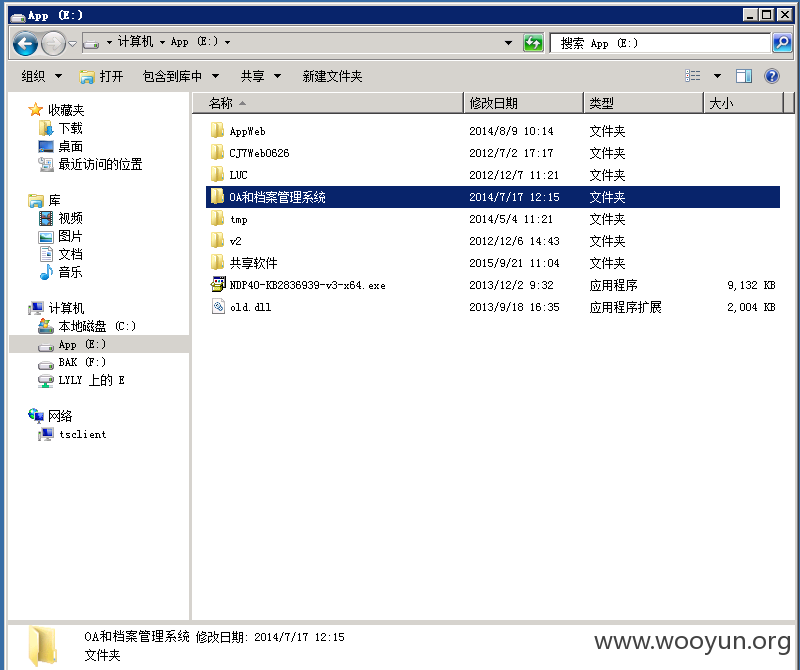 App (E:)
计算机 App (E:) 搜索 App (E:)
组织 打开 包含到库中 共享 新建文件夹
收藏夹
下载
桌面
最近访问的位置
库
视频
图片
文档
音乐
计算机
本地磁盘 (C:)
App (E:)
BAK (F:)
LYLY 上的 E
网络
tsclient
名称 修改日期 类型 大小
AppWeb 2014/8/9 10:14 文件夹
CJ7Web0626 2012/7/2 17:17 文件夹
LUC 2012/12/7 11:21 文件夹
OA和档案管理系统 2014/7/17 12:15 文件夹
tmp 2014/5/4 11:21 文件夹
v2 2012/12/6 14:43 文件夹
共享软件 2015/9/21 11:04 文件夹
NDP40-KB2836939-v3-x64.exe 2013/12/2 9:32 应用程序 9,132 KB
old.dll 2013/9/18 16:35 应用程序扩展 2,004 KB
OA和档案管理系统 修改日期: 2014/7/17 12:15
文件夹
www.wooyun.org